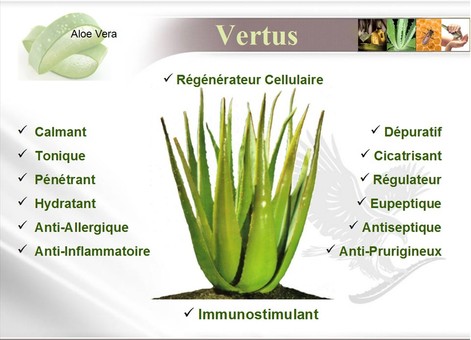 Aloe Vera
Vertus
✓ Régénérateur Cellulaire
✓ Calmant
✓ Tonique
✓ Pénétrant
✓ Hydratant
✓ Anti-Allergique
✓ Anti-Inflammatoire
✓ Dépuratif
✓ Cicatrisant
✓ Régulateur
✓ Eupeptique
✓ Antiseptique
✓ Anti-Prurigineux
✓ Immunostimulant